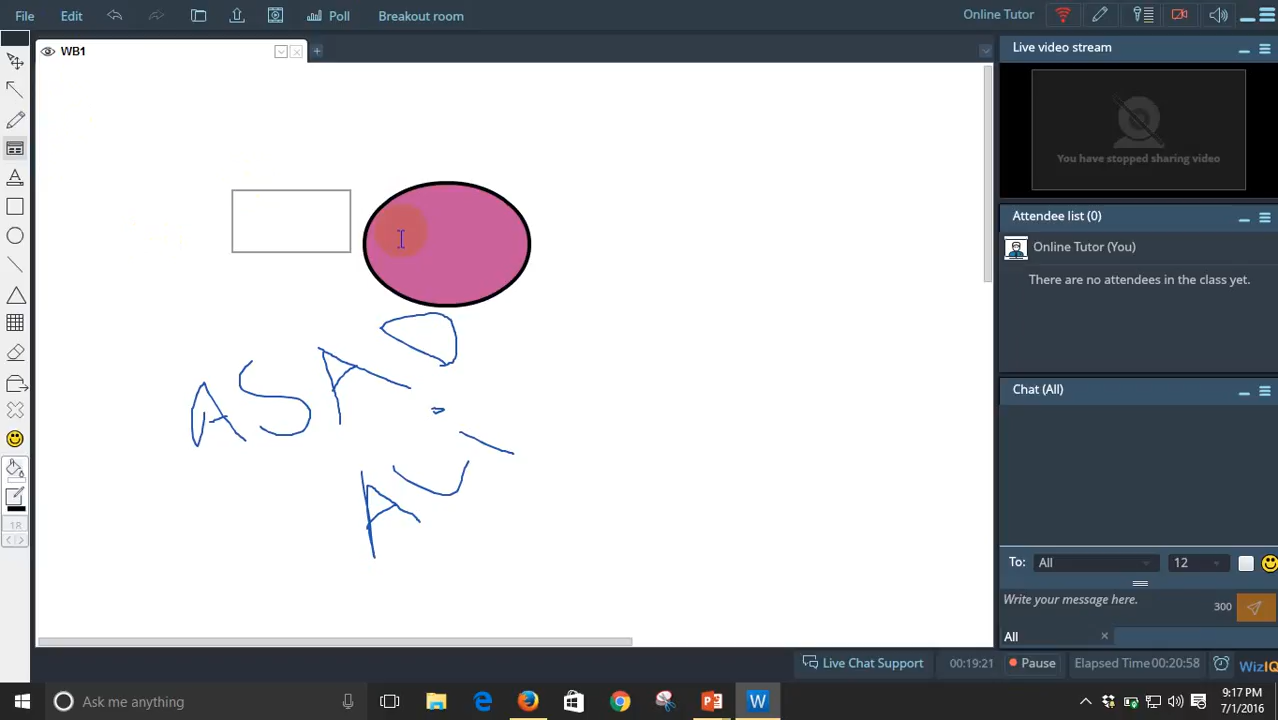 File Edit Poll Breakout room Online Tutor
WB1
Live video stream
You have stopped sharing video
Attendee list (0)
Online Tutor (You)
There are no attendees in the class yet.
Chat (All)
To: All 12
Write your message here. 300
All
Live Chat Support 00:19:21 Pause Elapsed Time 00:20:58 WizIQ
Ask me anything
9:17 PM
7/1/2016